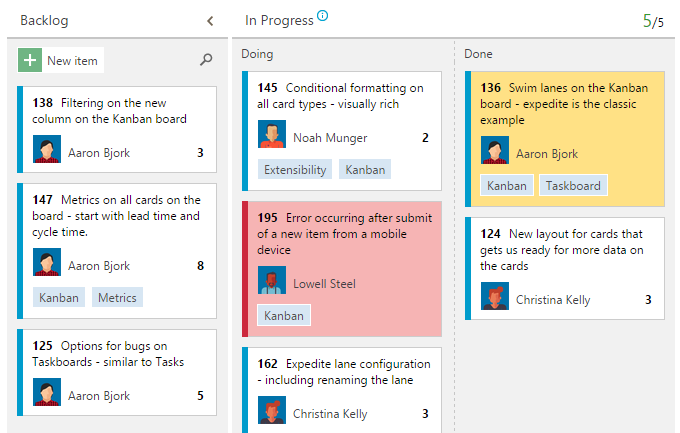 Backlog
New item
138 Filtering on the new
column on the Kanban board
Aaron Bjork 3
147 Metrics on all cards on the
board - start with lead time and
cycle time.
Aaron Bjork 8
Kanban Metrics
125 Options for bugs on
Taskboards - similar to Tasks
Aaron Bjork 5
In Progress 5/5
Doing
145 Conditional formatting on
all card types - visually rich
Noah Munger 2
Extensibility Kanban
195 Error occurring after submit
of a new item from a mobile
device
Lowell Steel
Kanban
162 Expedite lane configuration
- including renaming the lane
Christina Kelly 3
Done
136 Swim lanes on the Kanban
board - expedite is the classic
example
Aaron Bjork
Kanban Taskboard
124 New layout for cards that
gets us ready for more data on
the cards
Christina Kelly 3